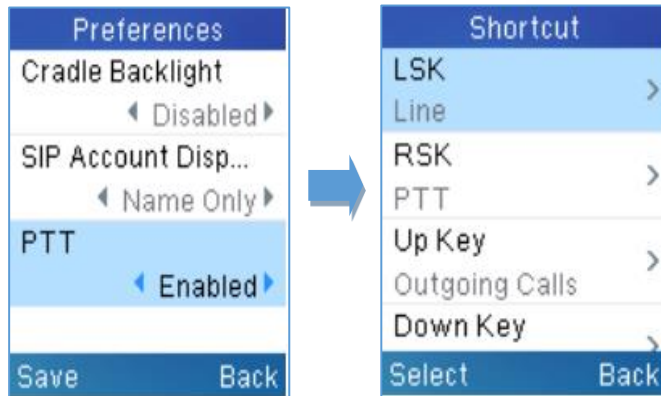 Preferences
Cradle Backlight
Disabled
SIP Account Disp...
Name Only
PTT
Enabled
Save Back
Shortcut
LSK
Line
RSK
PTT
Up Key
Outgoing Calls
Down Key
Select Back